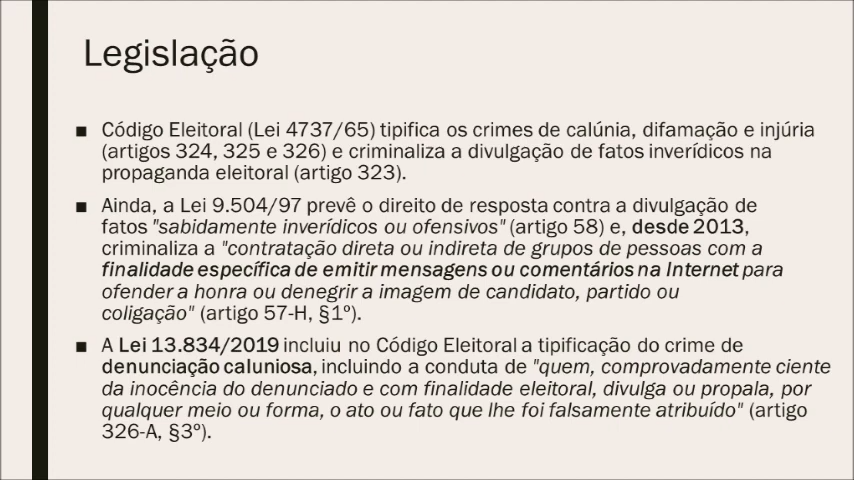 Legislação
■ Código Eleitoral (Lei 4737/65) tipifica os crimes de calúnia, difamação e injúria
(artigos 324, 325 e 326) e criminaliza a divulgação de fatos inverídicos na
propaganda eleitoral (artigo 323).
■ Ainda, a Lei 9.504/97 prevê o direito de resposta contra a divulgação de
fatos "sabidamente inverídicos ou ofensivos" (artigo 58) e, desde 2013,
criminaliza a "contratação direta ou indireta de grupos de pessoas com a
finalidade específica de emitir mensagens ou comentários na Internet para
ofender a honra ou denegrir a imagem de candidato, partido ou
coligação" (artigo 57-H, §1º).
■ A Lei 13.834/2019 incluiu no Código Eleitoral a tipificação do crime de
denunciação caluniosa, incluindo a conduta de "quem, comprovadamente ciente
da inocência do denunciado e com finalidade eleitoral, divulga ou propala, por
qualquer meio ou forma, o ato ou fato que lhe foi falsamente atribuído" (artigo
326-A, §3º).